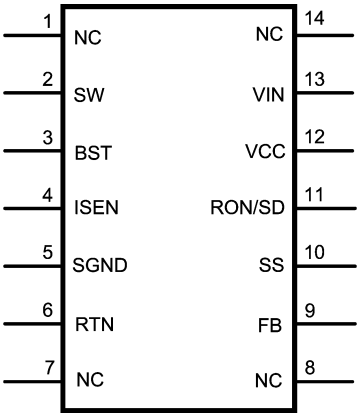 1 NC NC 14
2 SW VIN 13
3 BST VCC 12
4 ISEN RON/SD 11
5 SGND SS 10
6 RTN FB 9
7 NC NC 8